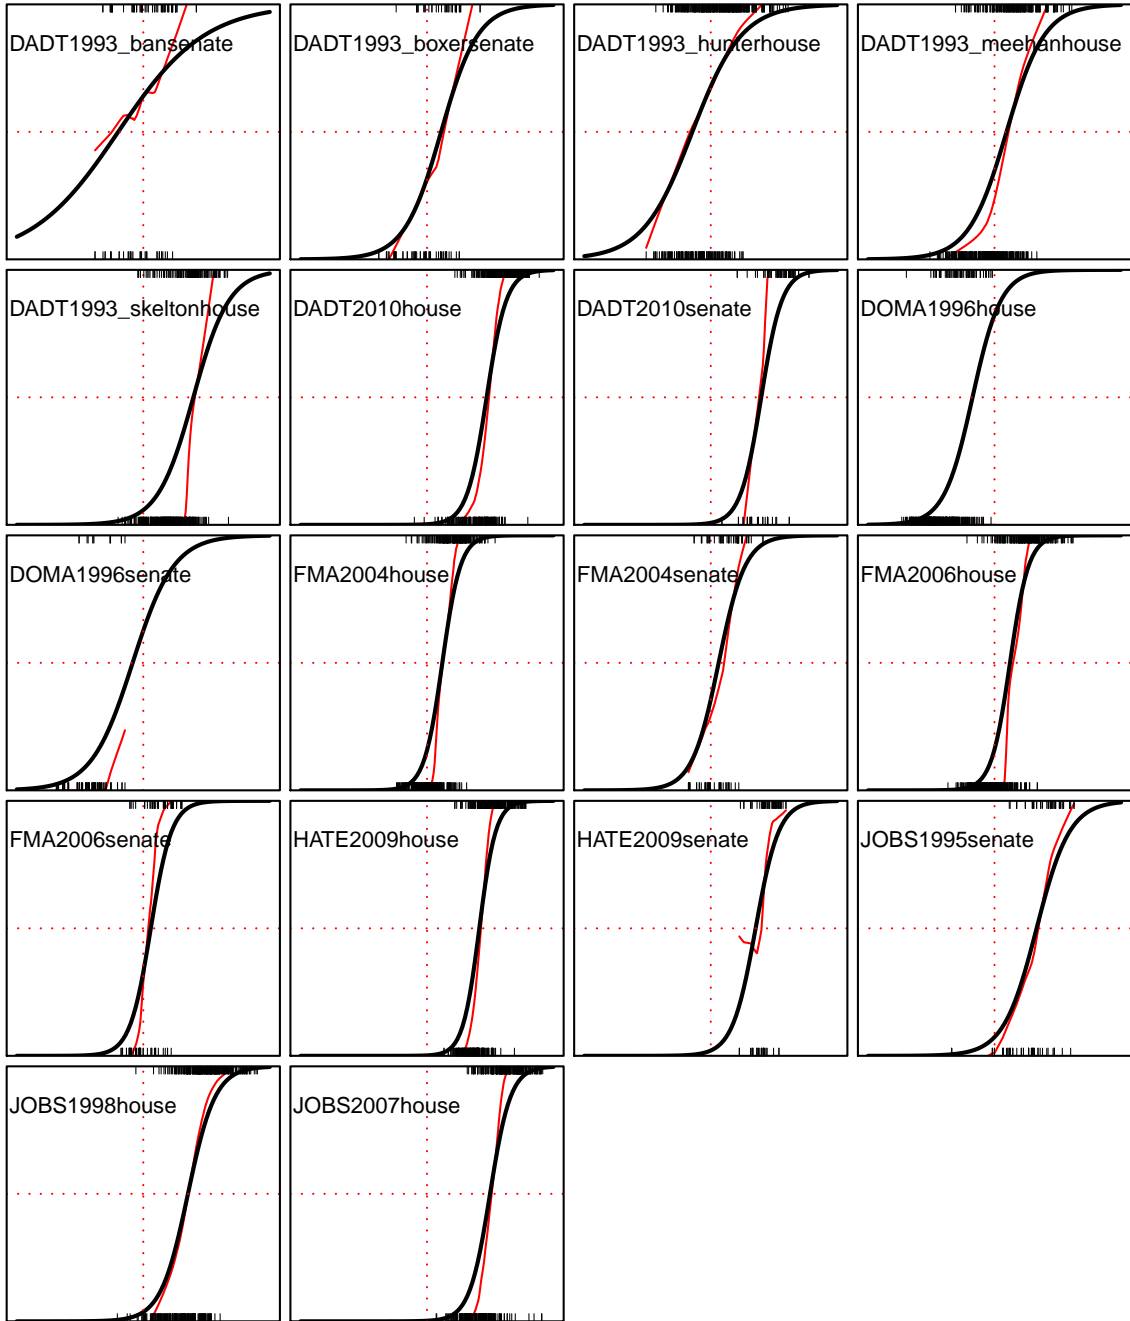 DADT1993_bansenate
DADT1993_boxersenate
DADT1993_hunterhouse
DADT1993_meehanhouse
DADT1993_skeltonhouse
DADT2010house
DADT2010senate
DOMA1996house
DOMA1996senate
FMA2004house
FMA2004senate
FMA2006house
FMA2006senate
HATE2009house
HATE2009senate
JOBS1995senate
JOBS1998house
JOBS2007house